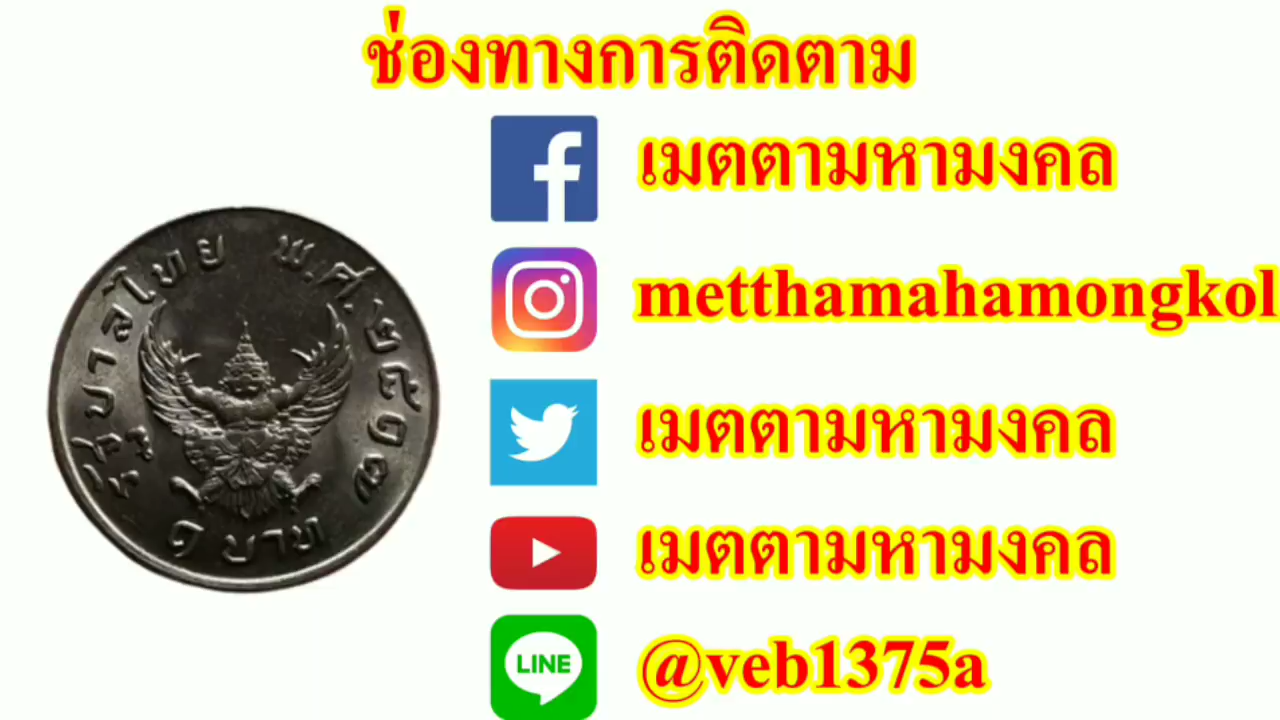 ช่องทางการติดตาม
เมตตามหามงคล
metthamahamongkol
เมตตามหามงคล
เมตตามหามงคล
LINE
@veb1375a
รัฐบาลไทย พ.ศ.๒๕๑๗
๑ บาท